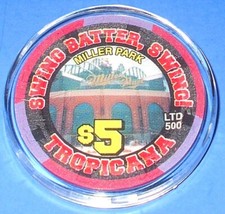 SWING BATTER, SWING!
MILLER PARK
$5
LTD
500
TROPICANA